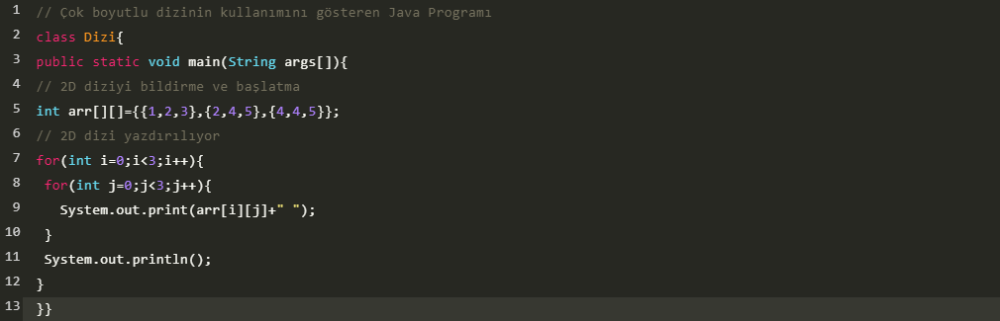 1 // Çok boyutlu dizinin kullanımını gösteren Java Programı
2 class Dizi{
3 public static void main(String args[]){
4 // 2D diziyi bildirme ve başlatma
5 int arr[][]={{1,2,3},{2,4,5},{4,4,5}};
6 // 2D dizi yazdırılıyor
7 for(int i=0;i<3;i++){
8  for(int j=0;j<3;j++){
9    System.out.print(arr[i][j]+" ");
10  }
11  System.out.println();
12 }
13 }}